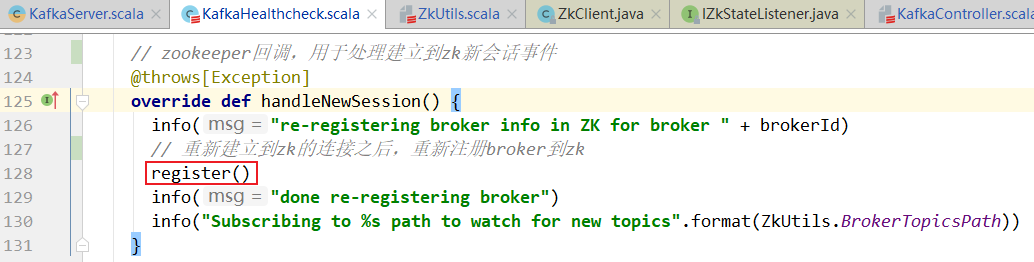 KafkaServer.scala × KafkaHealthcheck.scala × ZkUtils.scala × ZkClient.java × IZkStateListener.java × KafkaController.scala
123 // zookeeper回调，用于处理建立到zk新会话事件
124 @throws[Exception]
125 override def handleNewSession() {
126 info( msg = "re-registering broker info in ZK for broker " + brokerId)
127 // 重新建立到zk的连接之后，重新注册broker到zk
128 register()
129 info( msg = "done re-registering broker")
130 info("Subscribing to %s path to watch for new topics".format(ZkUtils.BrokerTopicsPath))
131 }